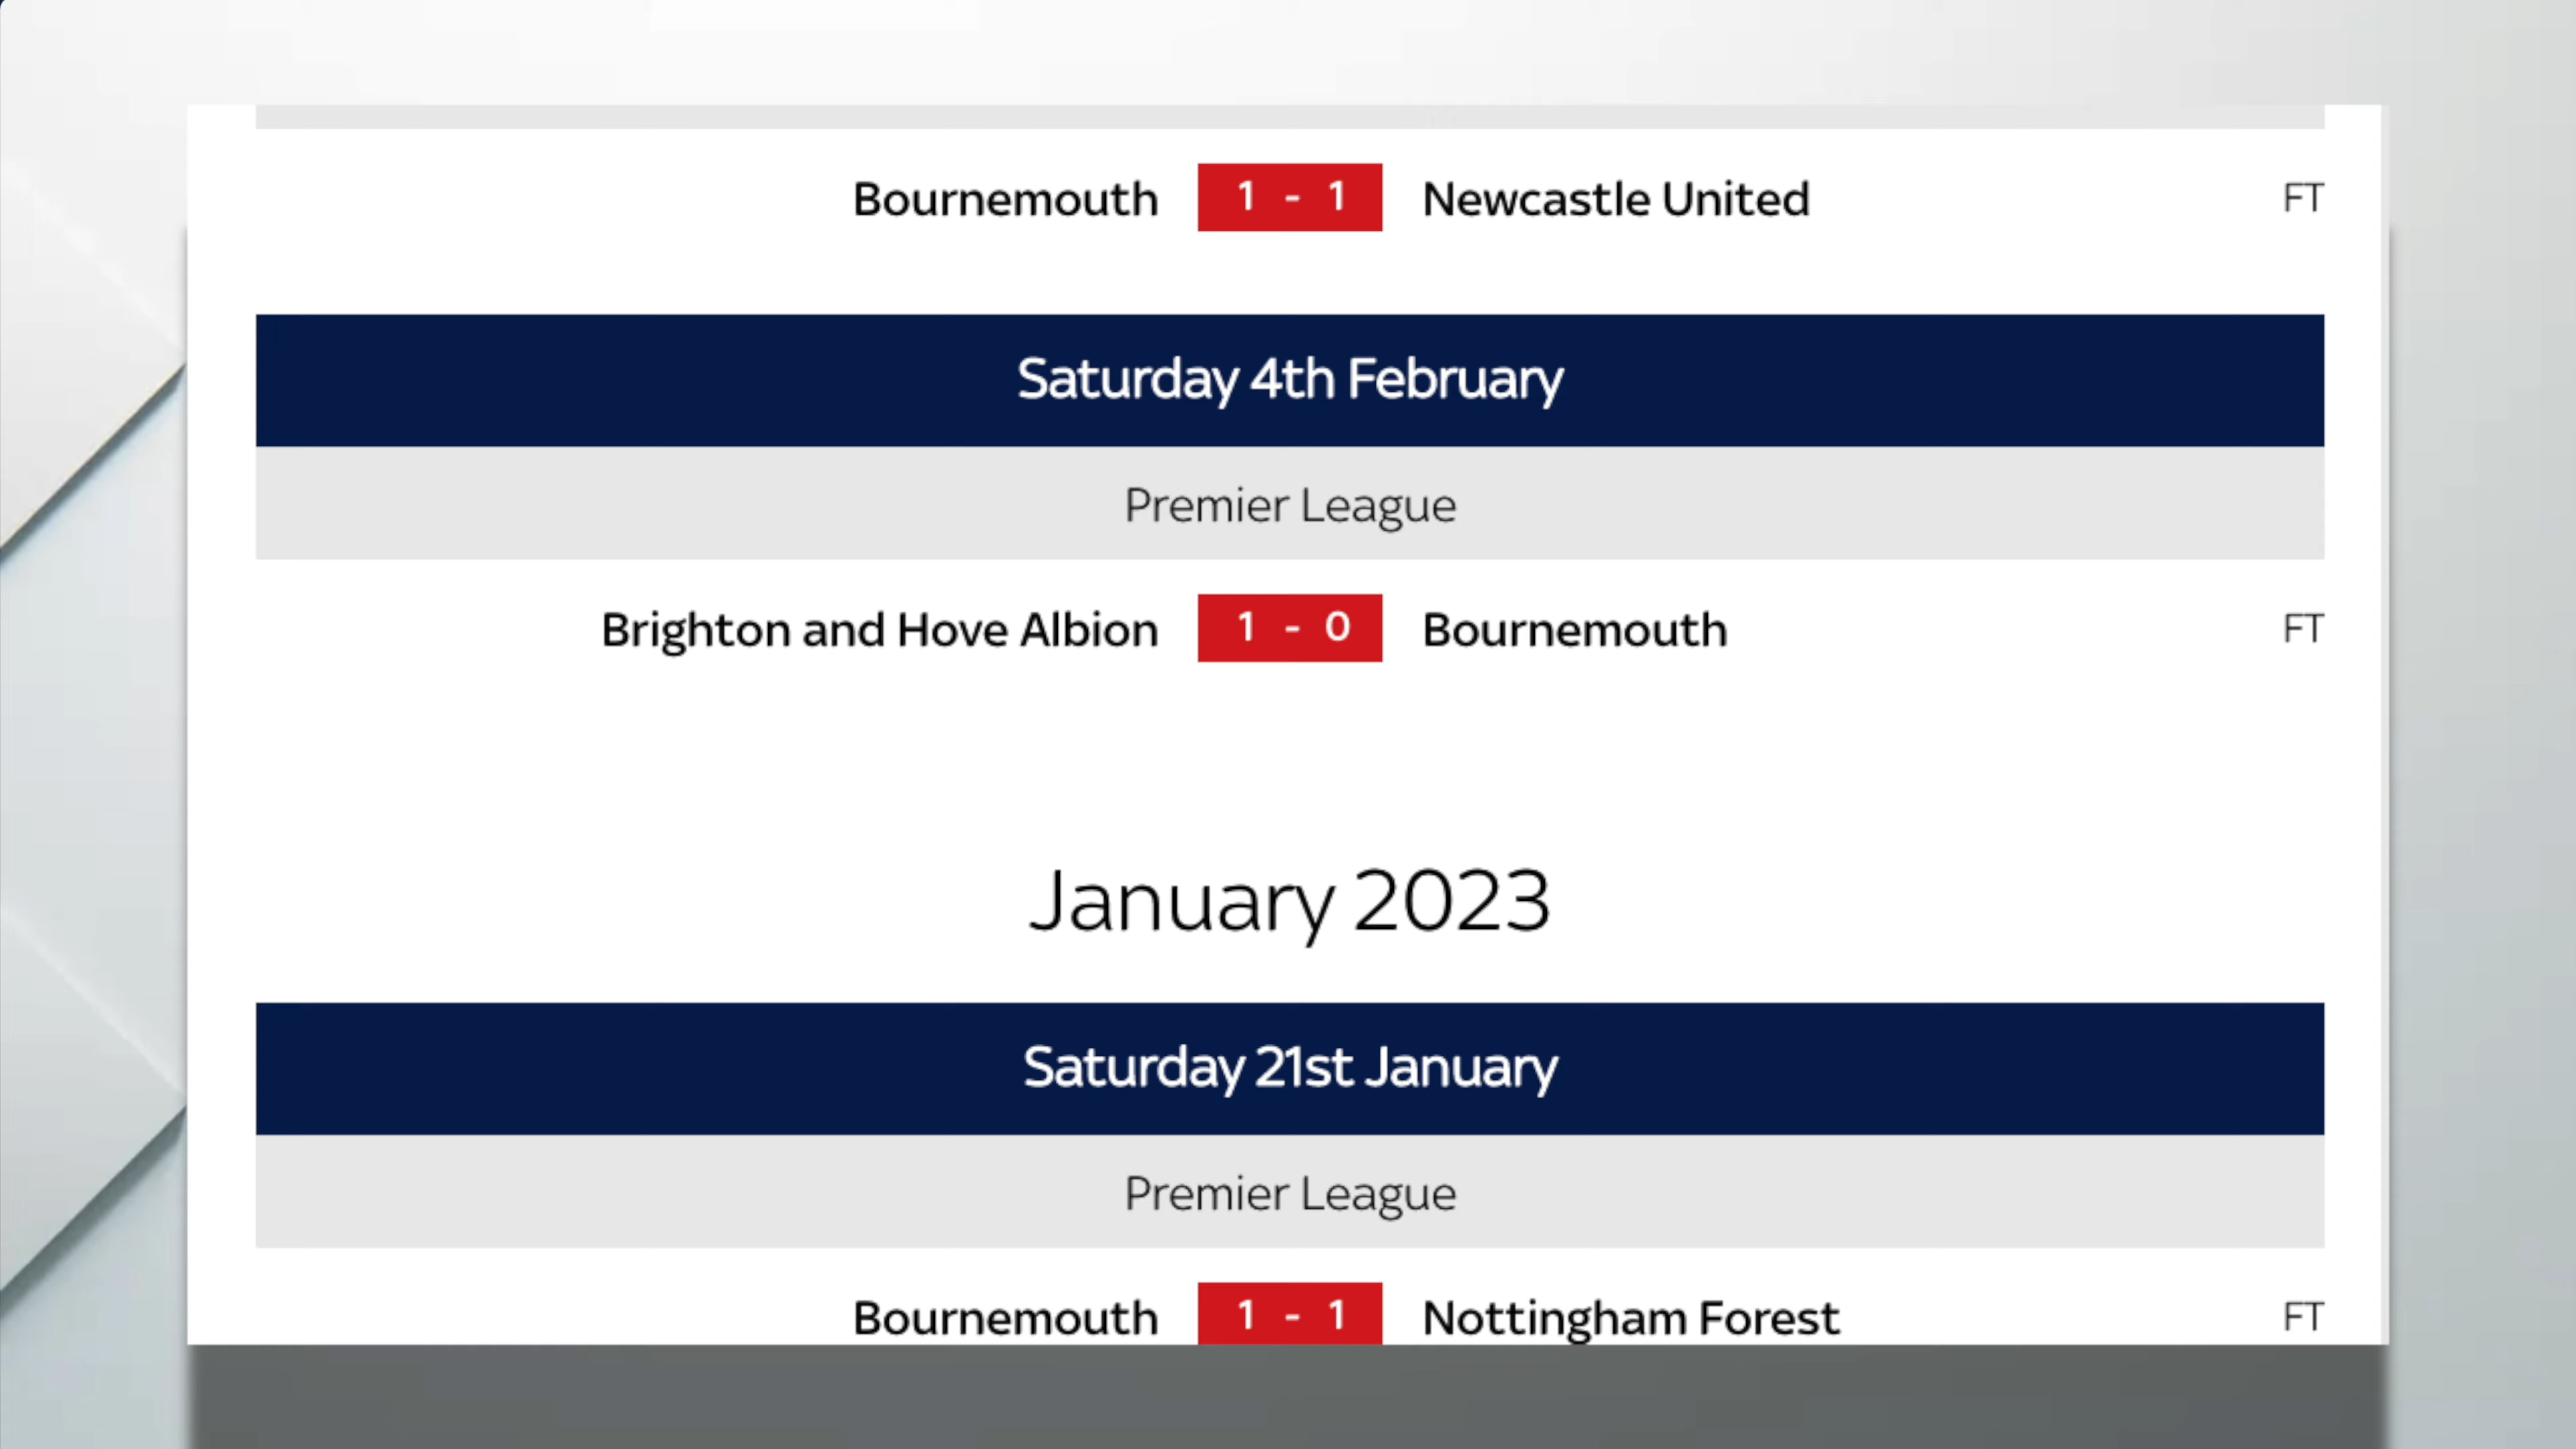 Bournemouth 1 - 1 Newcastle United FT
Saturday 4th February
Premier League
Brighton and Hove Albion 1 - 0 Bournemouth FT
January 2023
Saturday 21st January
Premier League
Bournemouth 1 - 1 Nottingham Forest FT